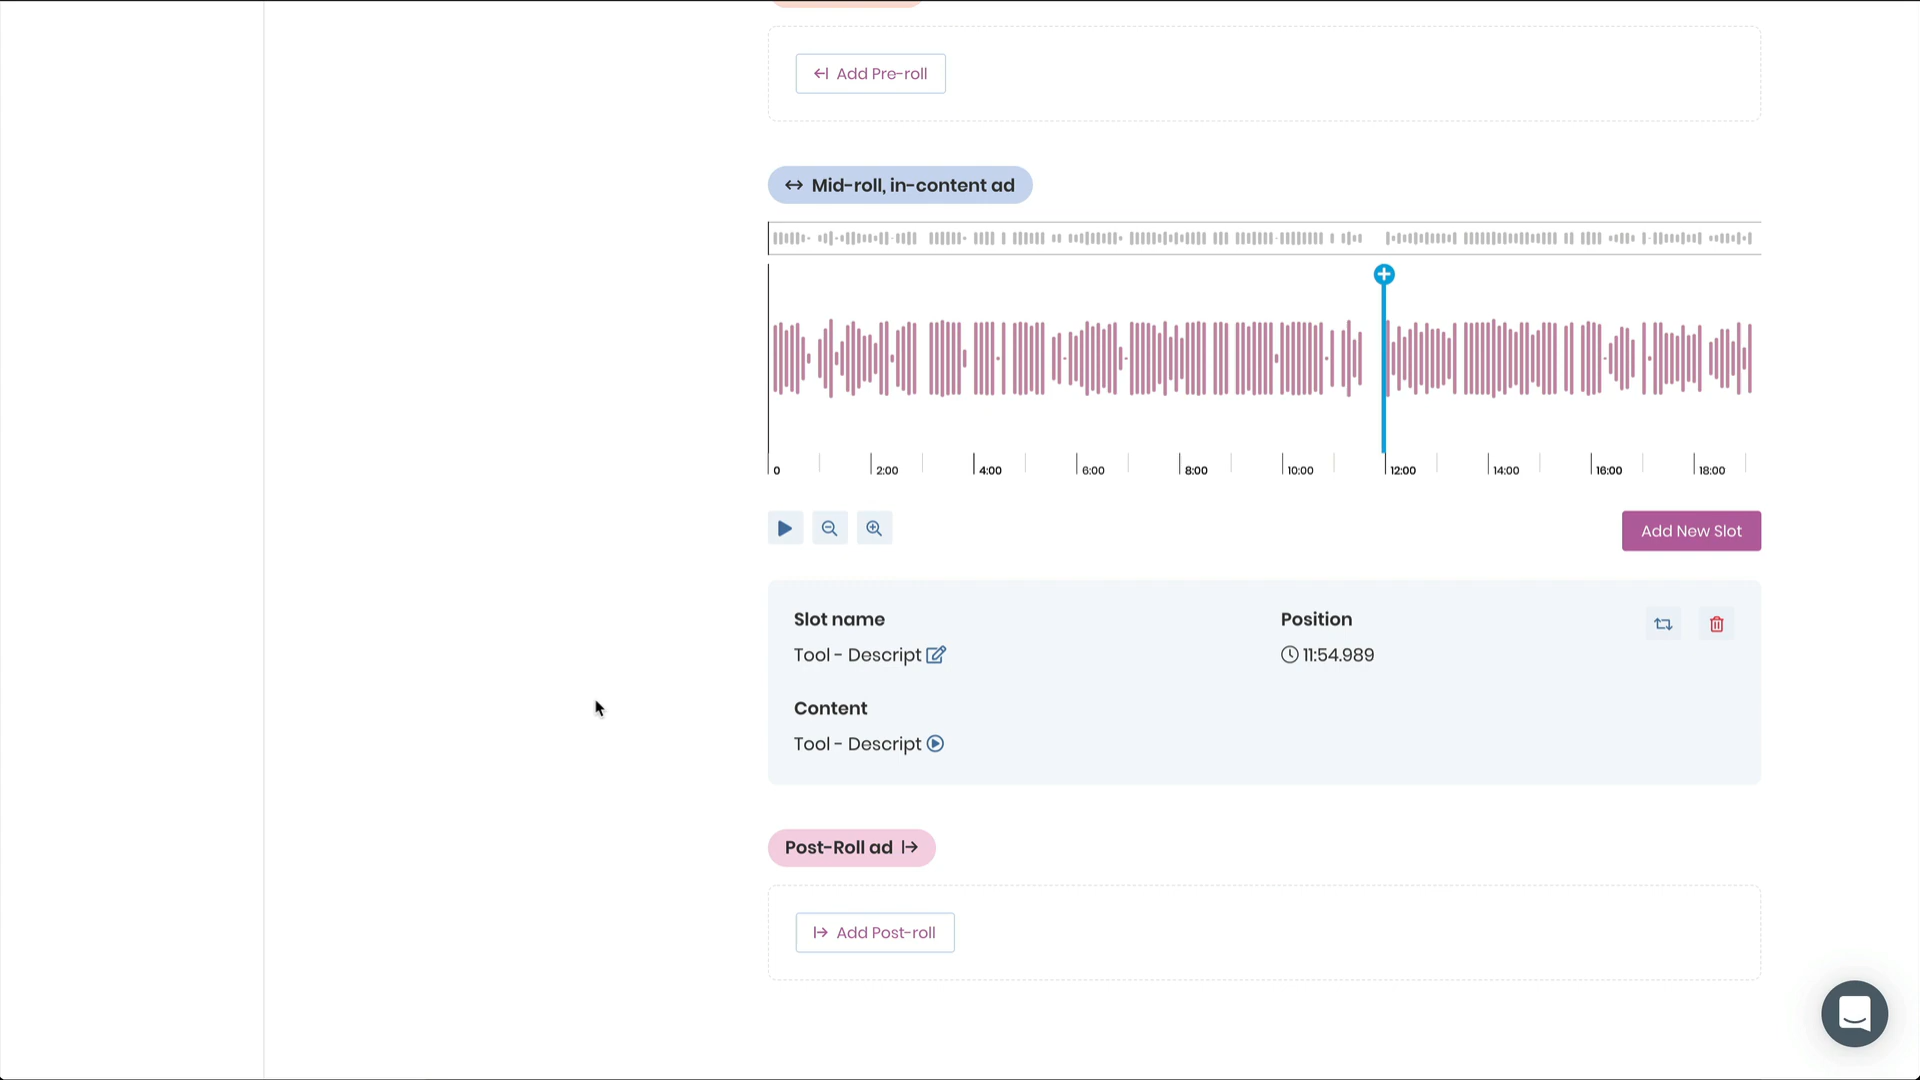 Add Pre-roll
Mid-roll, in-content ad
0 2:00 4:00 6:00 8:00 10:00 12:00 14:00 16:00 18:00
Add New Slot
Slot name Position
Tool - Descript 11:54.989
Content
Tool - Descript
Post-Roll ad
Add Post-roll